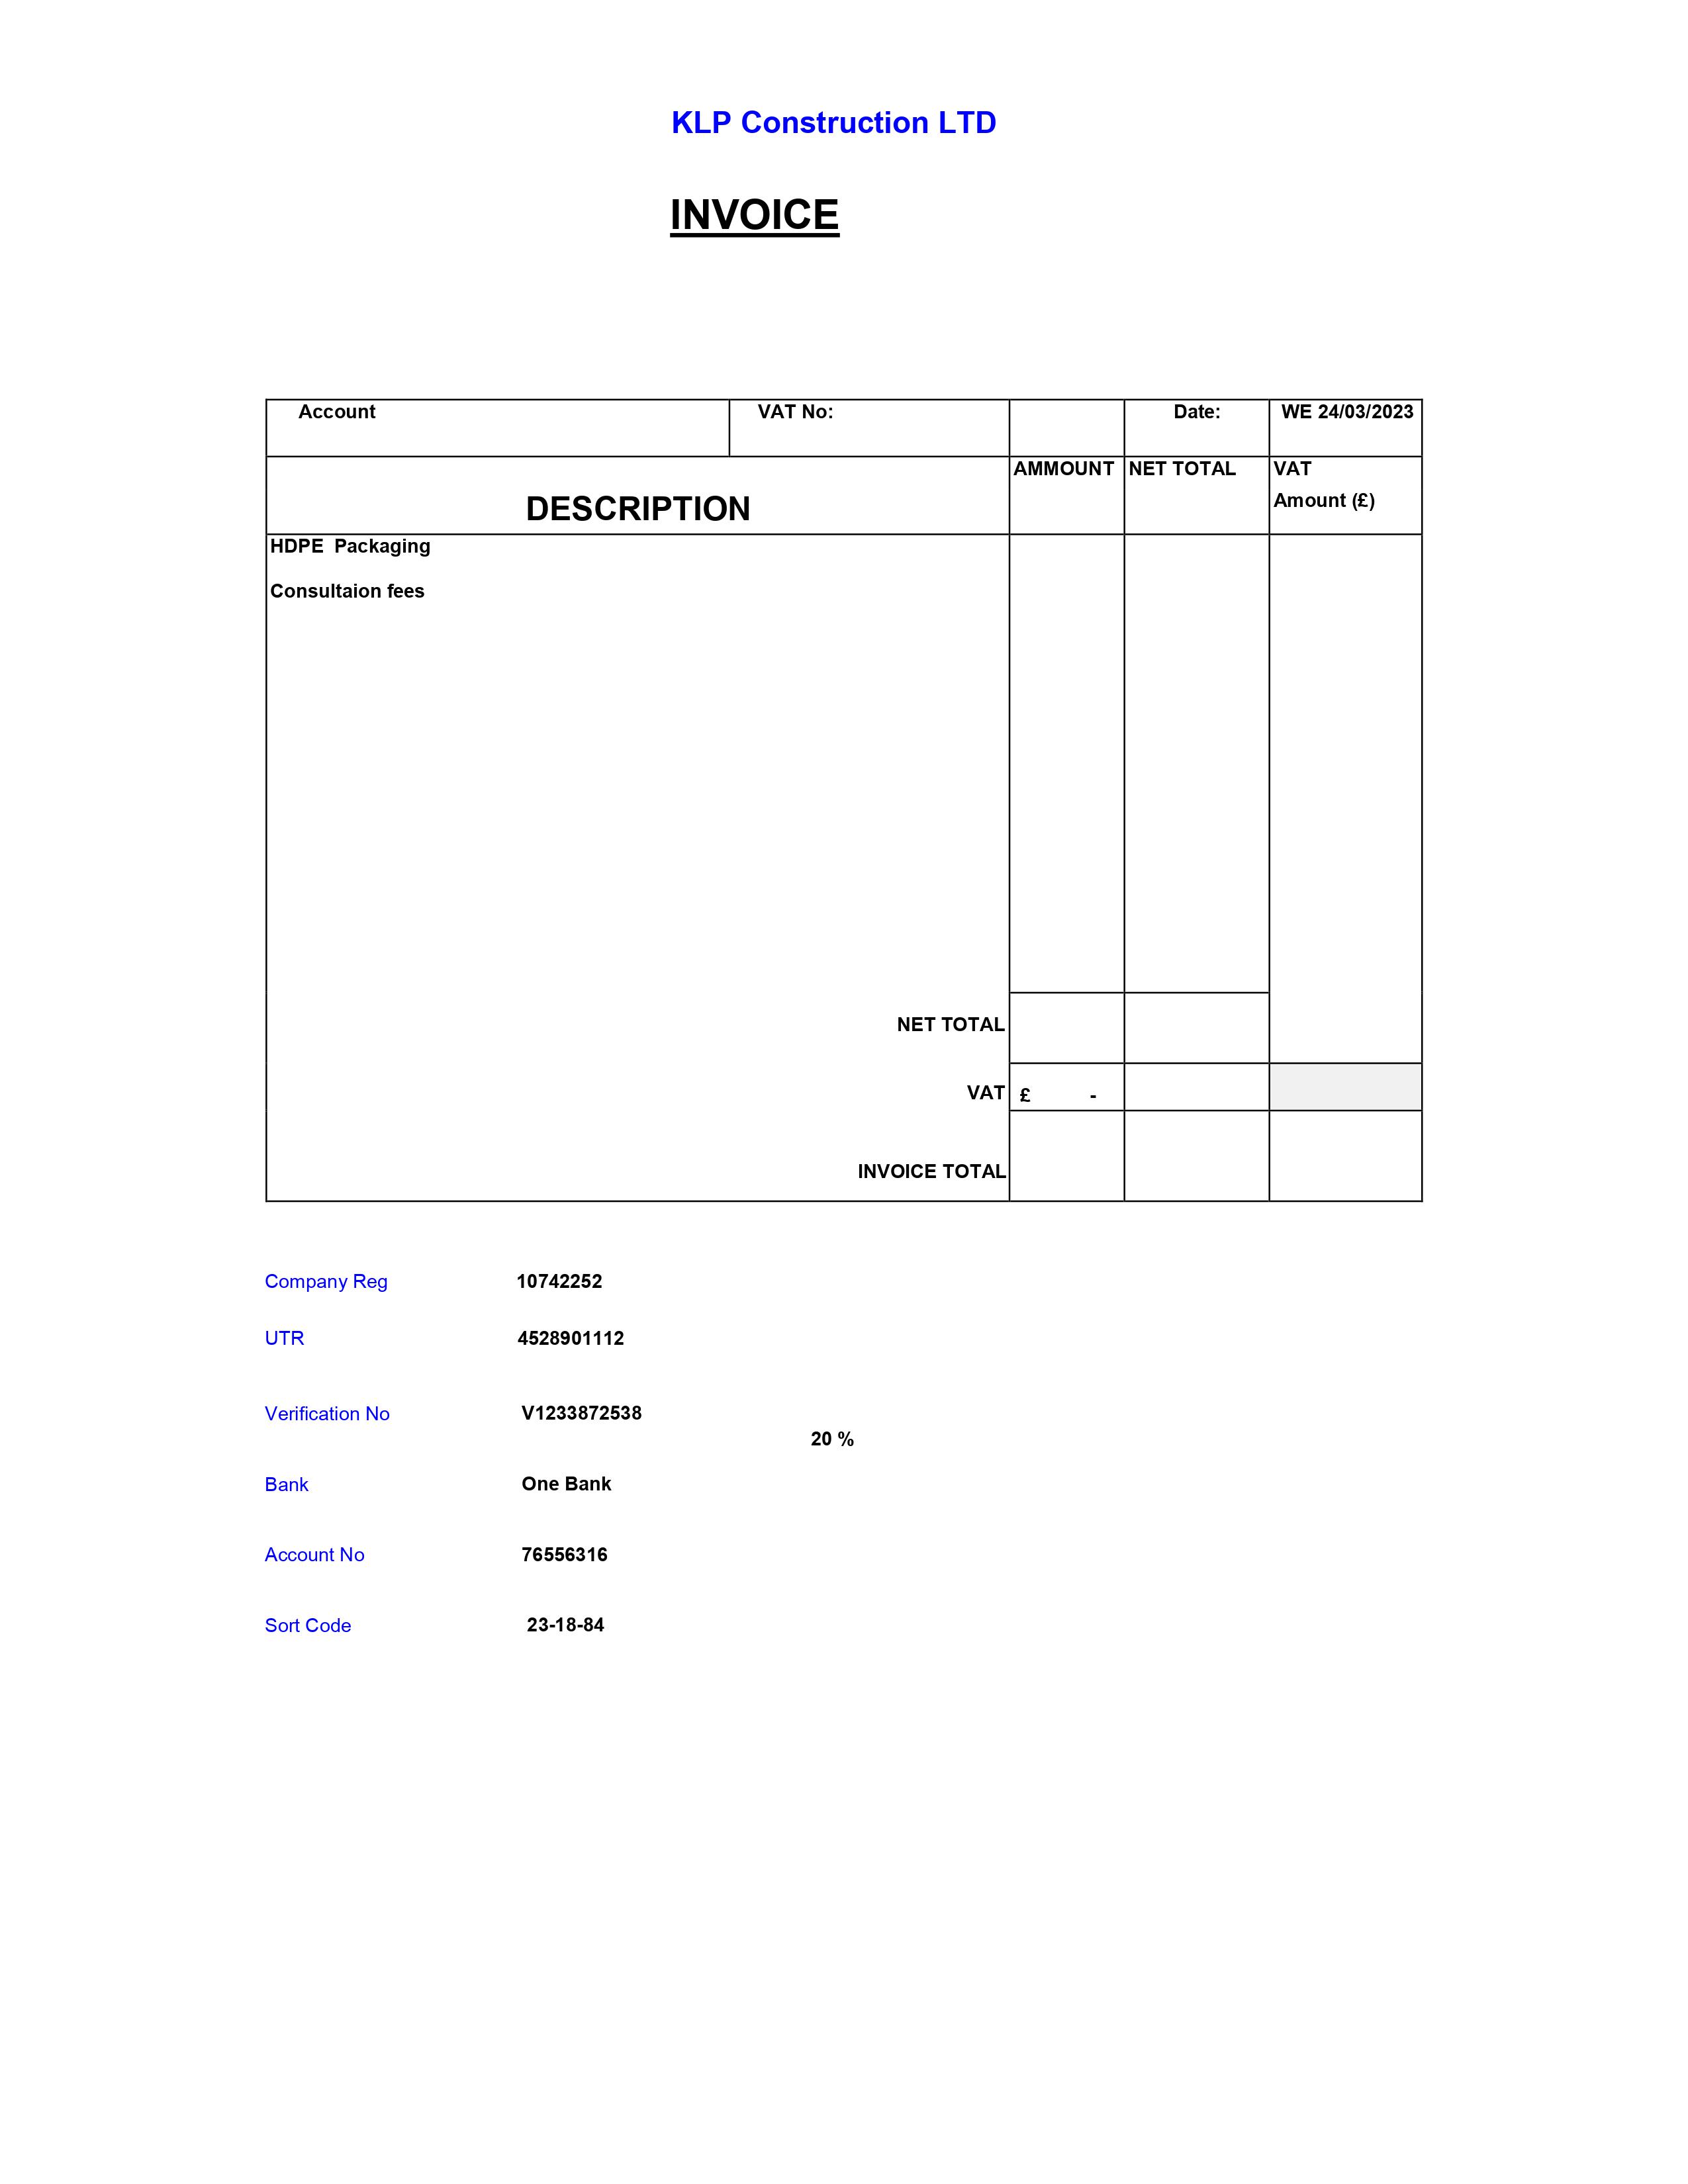 KLP Construction LTD
INVOICE
Account VAT No: Date: WE 24/03/2023
DESCRIPTION AMMOUNT NET TOTAL VAT
Amount (£)
HDPE Packaging
Consultaion fees
NET TOTAL
VAT £ -
INVOICE TOTAL
Company Reg 10742252
UTR 4528901112
Verification No V1233872538
20 %
Bank One Bank
Account No 76556316
Sort Code 23-18-84